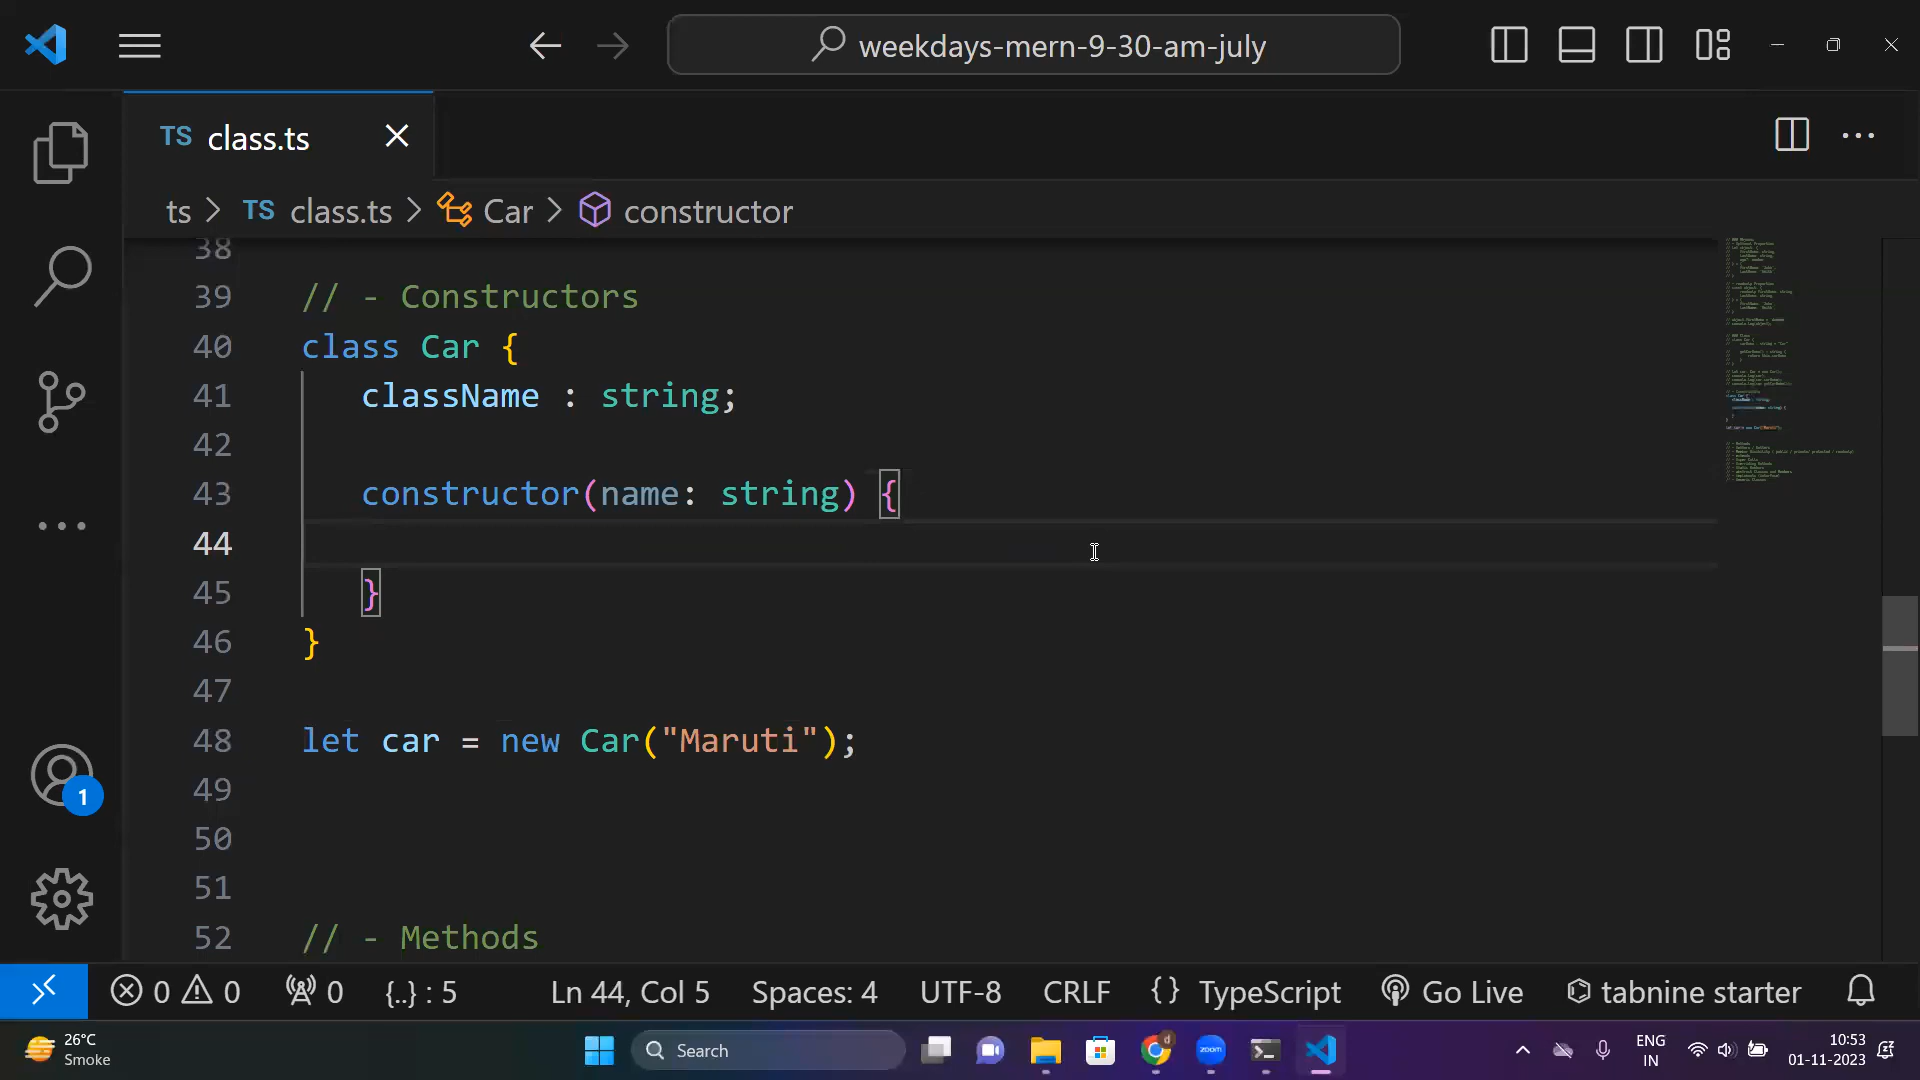 weekdays-mern-9-30-am-july
TS class.ts
ts > TS class.ts > Car > constructor
38
39 // - Constructors
40 class Car {
41 className : string;
42
43 constructor(name: string) {
44
45 }
46 }
47
48 let car = new Car("Maruti");
49
50
51
52 // - Methods
1
0 0 0 {..} : 5 Ln 44, Col 5 Spaces: 4 UTF-8 CRLF {} TypeScript Go Live tabnine starter
26°C
Smoke
Search
zoom
d
ENG
IN
10:53
01-11-2023